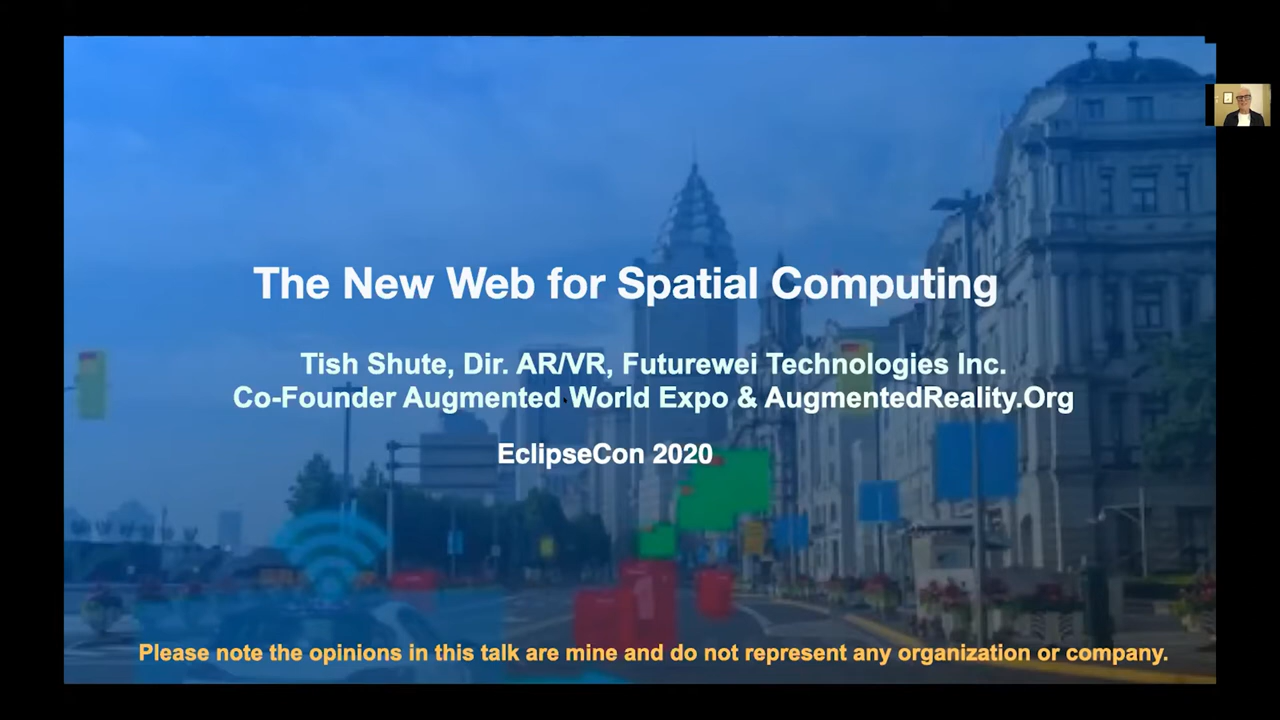 The New Web for Spatial Computing
Tish Shute, Dir. AR/VR, Futurewei Technologies Inc.
Co-Founder Augmented World Expo & AugmentedReality.Org
EclipseCon 2020
Please note the opinions in this talk are mine and do not represent any organization or company.